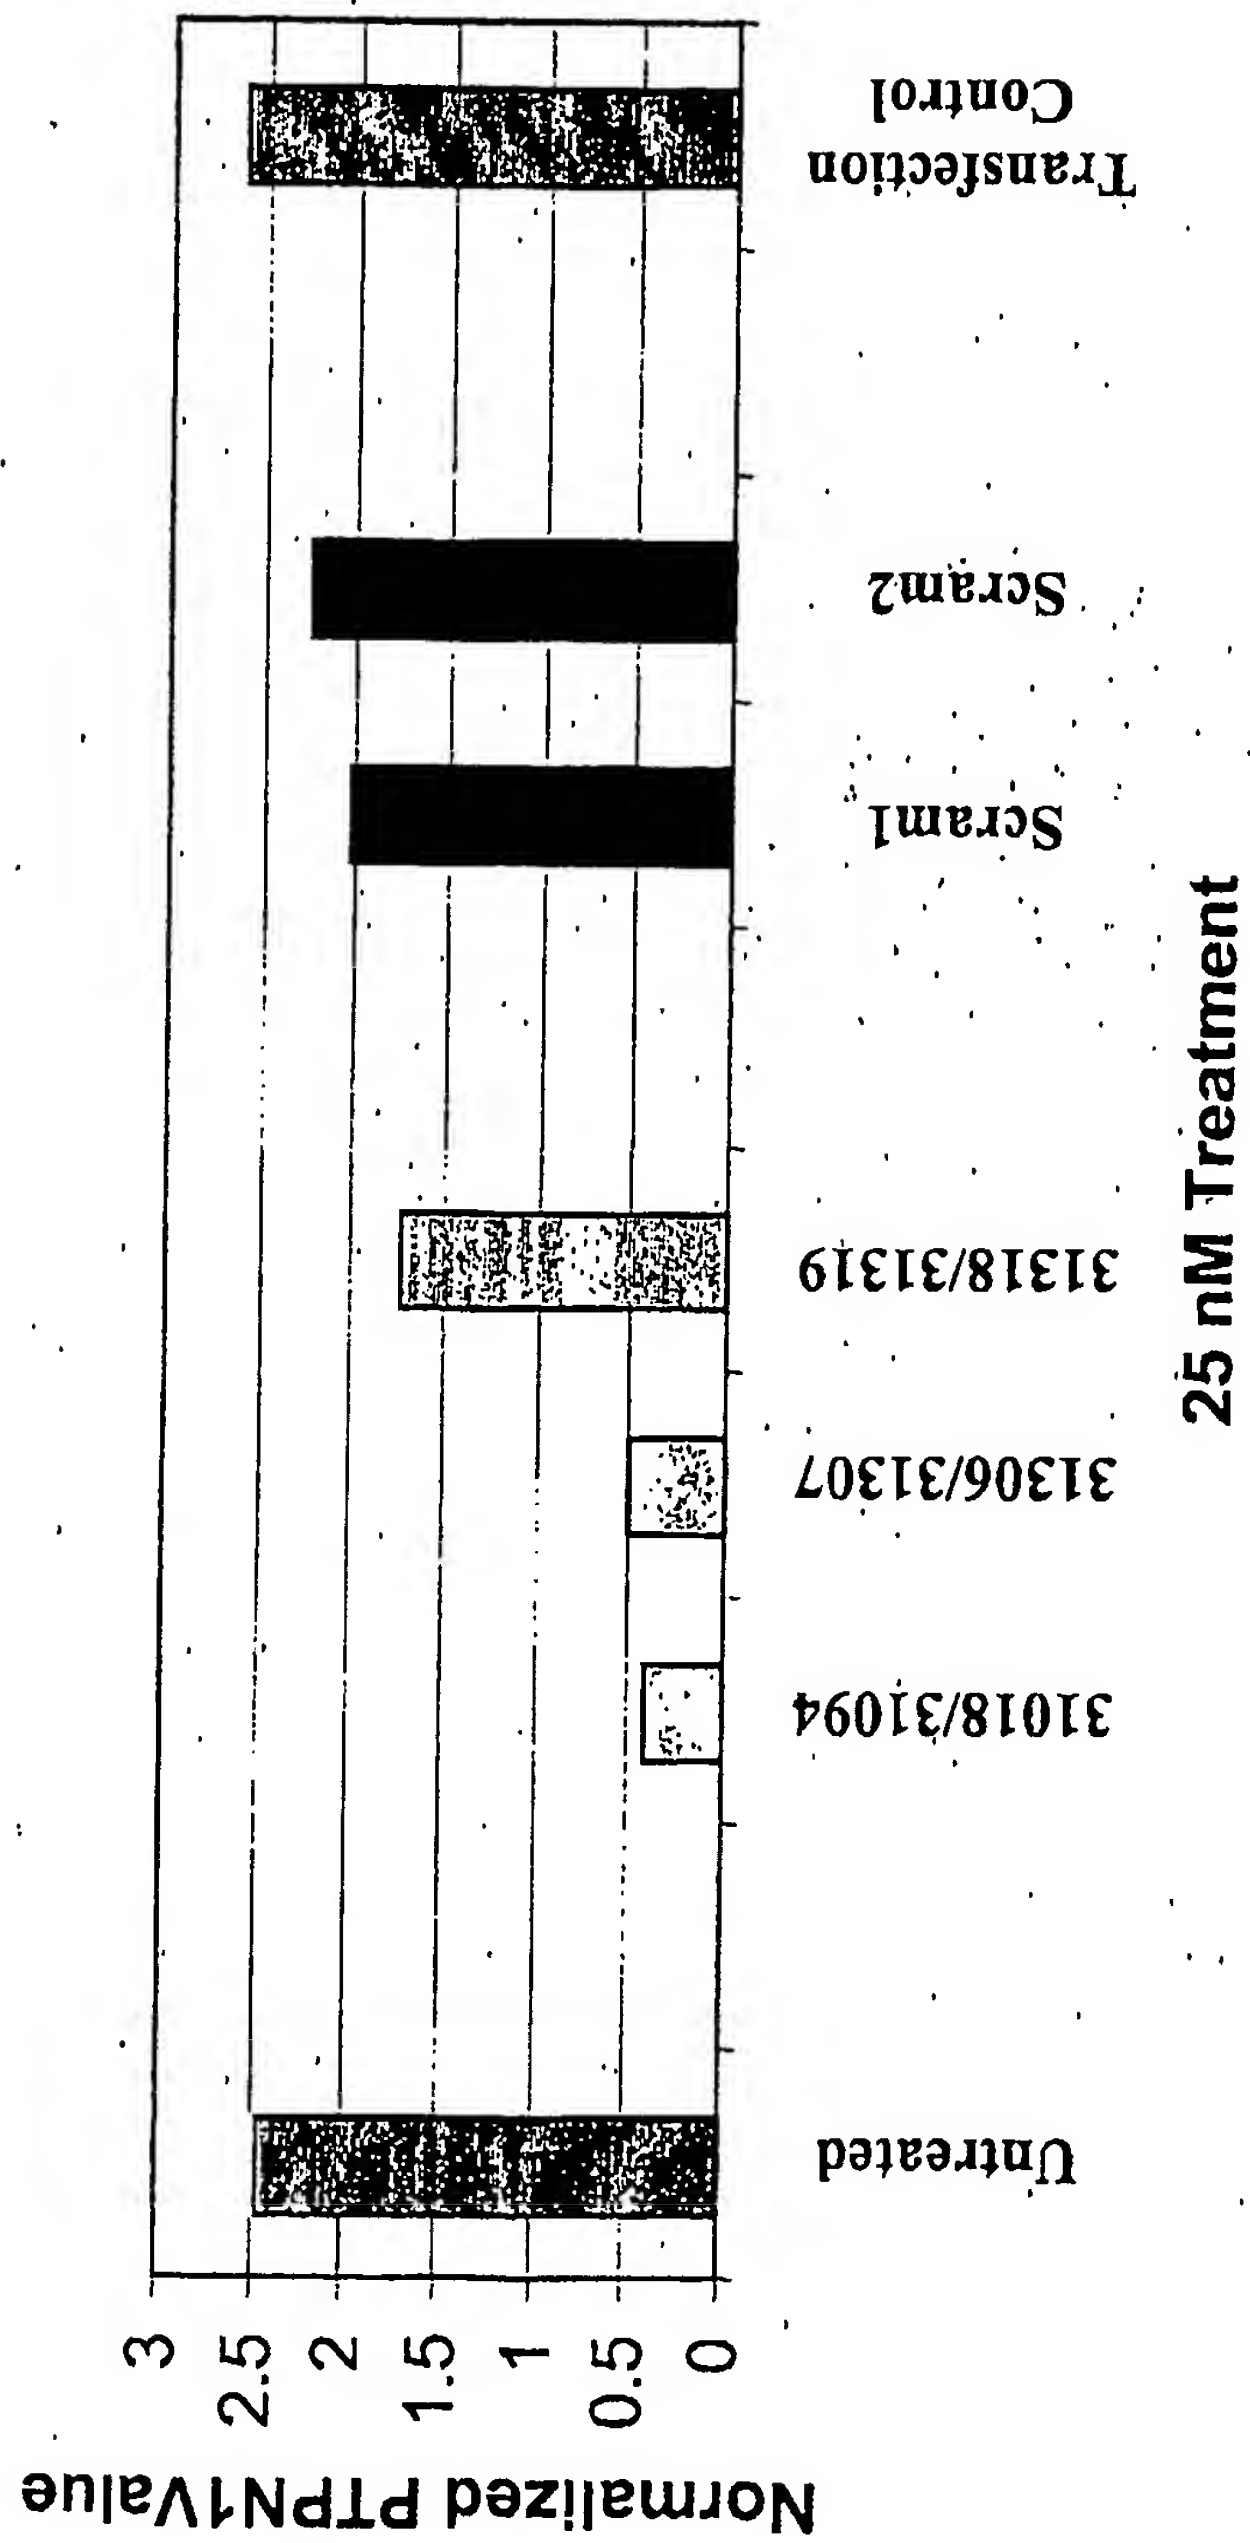 Normalized PTPN1Value
3
2.5
2
1.5
1
0.5
0
Untreated
31018/31094
31306/31307
31318/31319
Scram1
Scram2
Transfection
Control
25 nM Treatment